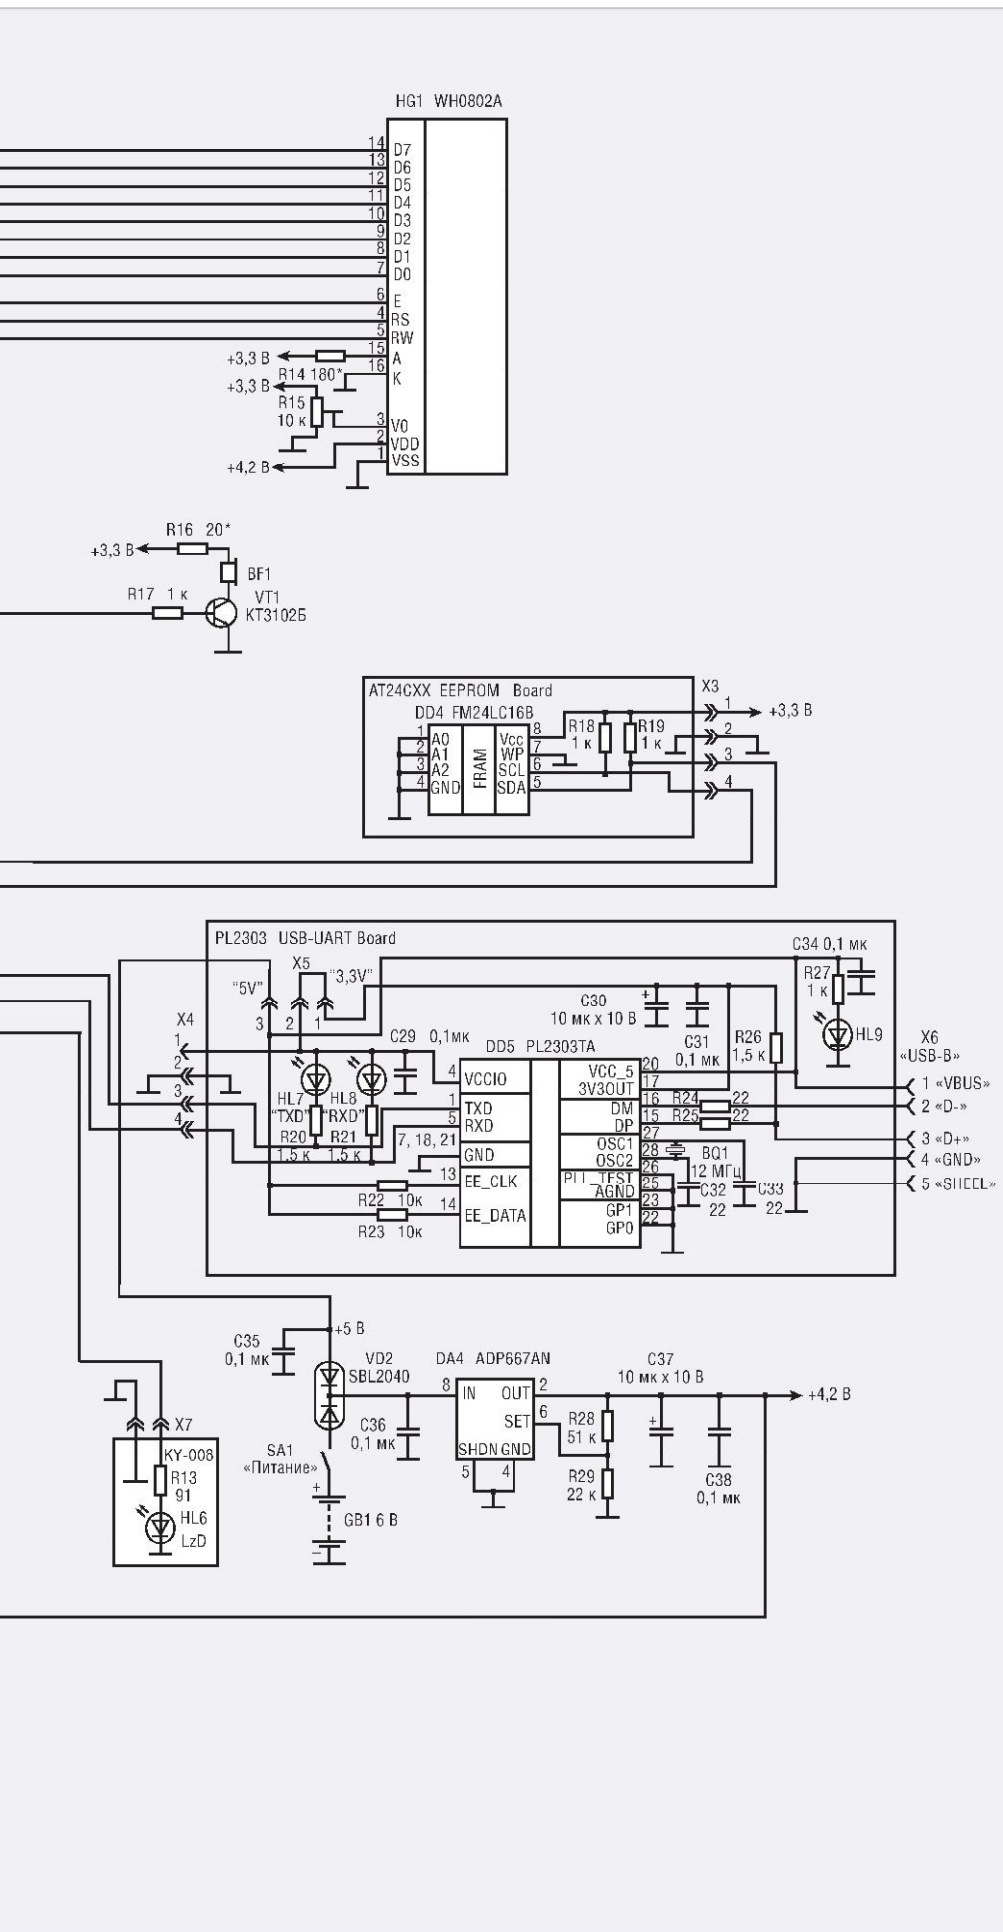 HG1 WH0802A
14 D7
13 D6
12 D5
11 D4
10 D3
9 D2
8 D1
7 D0
6 E
4 RS
5 RW
+3,3 В 15 A
R14 180* 16 K
+3,3 В
R15
10 к
3 V0
2 VDD
+4,2 В 1 VSS
R16 20*
+3,3 В
BF1
R17 1 к VT1
КТ3102Б
AT24CXX EEPROM Board X3
DD4 FM24LC16B
1 A0
2 A1
3 A2
4 GND
FRAM
Vcc 8
WP 7
SCL 6
SDA 5
R18
1 к
R19
1 к
1 +3,3 В
2
3
4
PL2303 USB-UART Board
C34 0,1 мк
X5
"5V" "3,3V"
3 2 1
R27
1 к
HL9
C30
10 мк x 10 В
C31
0,1 мк
R26
1,5 к
X4
1
2
3
4
C29 0,1мк
DD5 PL2303TA
X6
«USB-B»
HL7
"TXD"
HL8
"RXD"
R20
1,5 к
R21
1,5 к
4 VCCIO
1 TXD
5 RXD
7, 18, 21
GND
13 EE_CLK
14 EE_DATA
R22 10к
R23 10к
VCC_5 20
3V3OUT 17
DM 16 R24 22
DP 15 R25 22
OSC1 27
OSC2 28
PLL_TEST 26
AGND 25
GP1 23
GP0 22
BQ1
12 МГц
C32
22
C33
22
1 «VBUS»
2 «D-»
3 «D+»
4 «GND»
5 «SHEEL»
+5 В
C35
0,1 мк
VD2
SBL2040
DA4 ADP667AN
C37
10 мк x 10 В
8 IN OUT 2
+4,2 В
SET 6
SHDN GND
5 4
C36
0,1 мк
R28
51 к
R29
22 к
C38
0,1 мк
SA1
«Питание»
+
GB1 6 В
–
X7
KY-008
R13
91
HL6
LzD